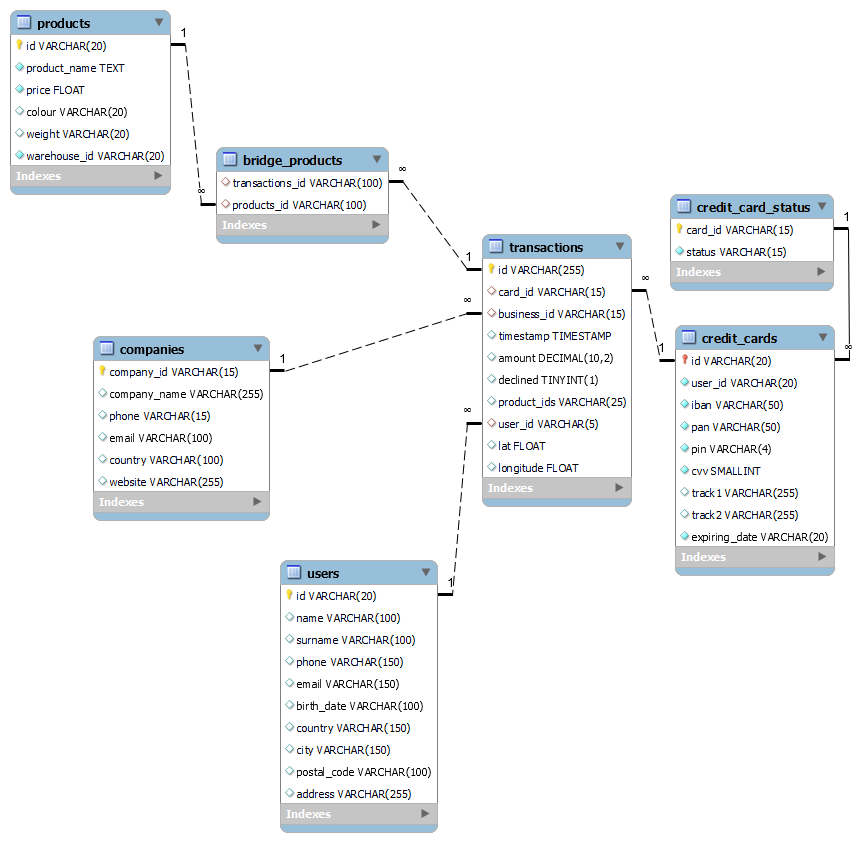 products
id VARCHAR(20)
product_name TEXT
price FLOAT
colour VARCHAR(20)
weight VARCHAR(20)
warehouse_id VARCHAR(20)
Indexes
1
∞
bridge_products
transactions_id VARCHAR(100)
products_id VARCHAR(100)
Indexes
∞
1
transactions
id VARCHAR(255)
card_id VARCHAR(15)
business_id VARCHAR(15)
timestamp TIMESTAMP
amount DECIMAL(10,2)
declined TINYINT(1)
product_ids VARCHAR(25)
user_id VARCHAR(5)
lat FLOAT
longitude FLOAT
Indexes
∞
∞
∞
1
credit_card_status
card_id VARCHAR(15)
status VARCHAR(15)
Indexes
1
∞
credit_cards
id VARCHAR(20)
user_id VARCHAR(20)
iban VARCHAR(50)
pan VARCHAR(50)
pin VARCHAR(4)
cvv SMALLINT
track1 VARCHAR(255)
track2 VARCHAR(255)
expiring_date VARCHAR(20)
Indexes
companies
company_id VARCHAR(15)
company_name VARCHAR(255)
phone VARCHAR(15)
email VARCHAR(100)
country VARCHAR(100)
website VARCHAR(255)
Indexes
1
users
id VARCHAR(20)
name VARCHAR(100)
surname VARCHAR(100)
phone VARCHAR(150)
email VARCHAR(150)
birth_date VARCHAR(100)
country VARCHAR(150)
city VARCHAR(150)
postal_code VARCHAR(100)
address VARCHAR(255)
Indexes
1